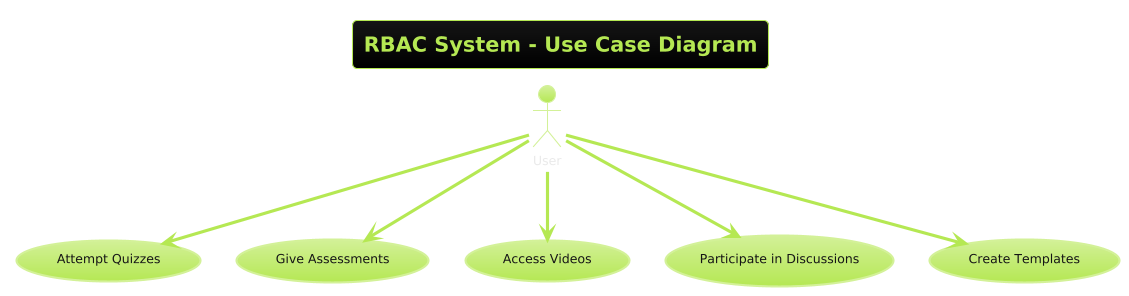 RBAC System - Use Case Diagram
User
Attempt Quizzes
Give Assessments
Access Videos
Participate in Discussions
Create Templates